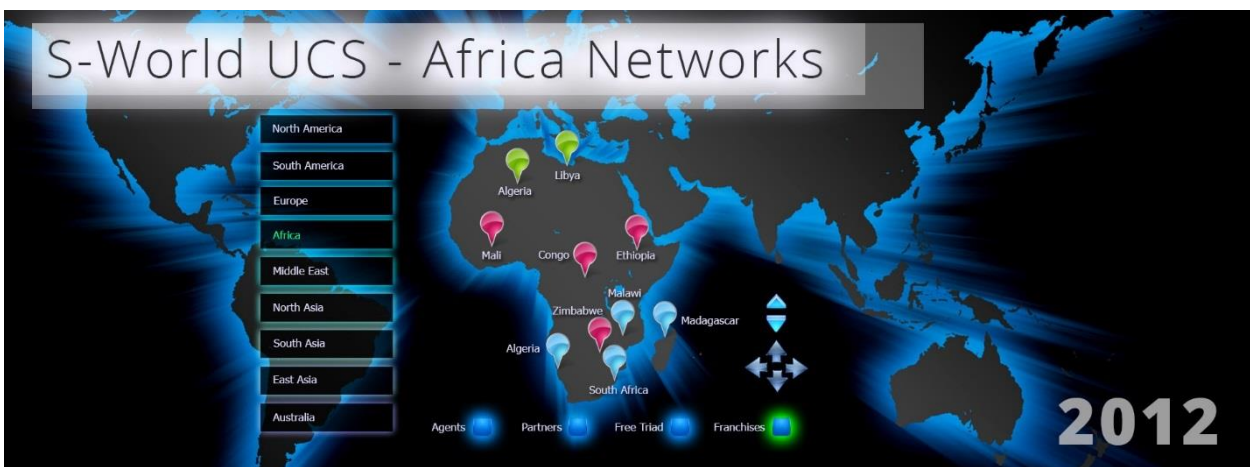 S-World UCS - Africa Networks
North America
South America
Europe
Africa
Middle East
North Asia
South Asia
East Asia
Australia
Libya
Algeria
Mali
Congo
Ethiopia
Malawi
Zimbabwe
Madagascar
Algeria
South Africa
Agents
Partners
Free Triad
Franchises
2012